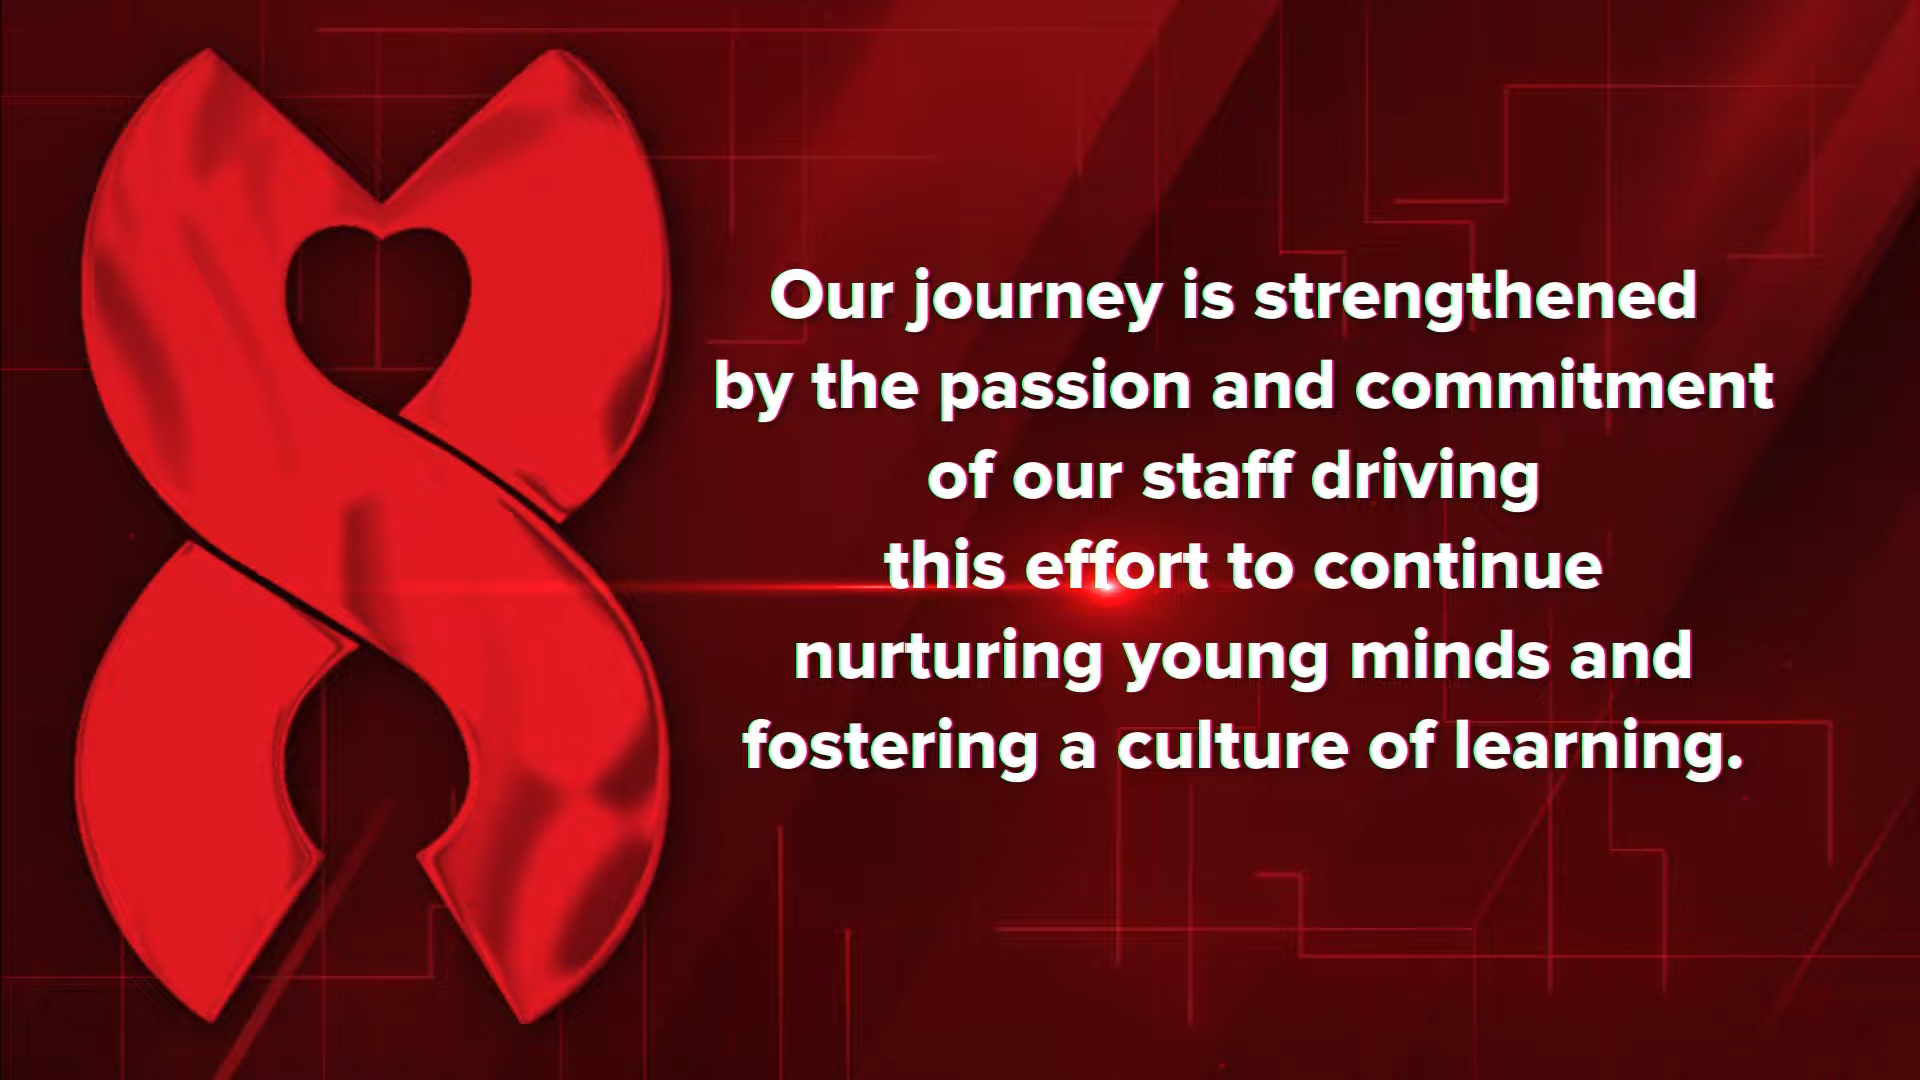 Our journey is strengthened
by the passion and commitment
of our staff driving
this effort to continue
nurturing young minds and
fostering a culture of learning.